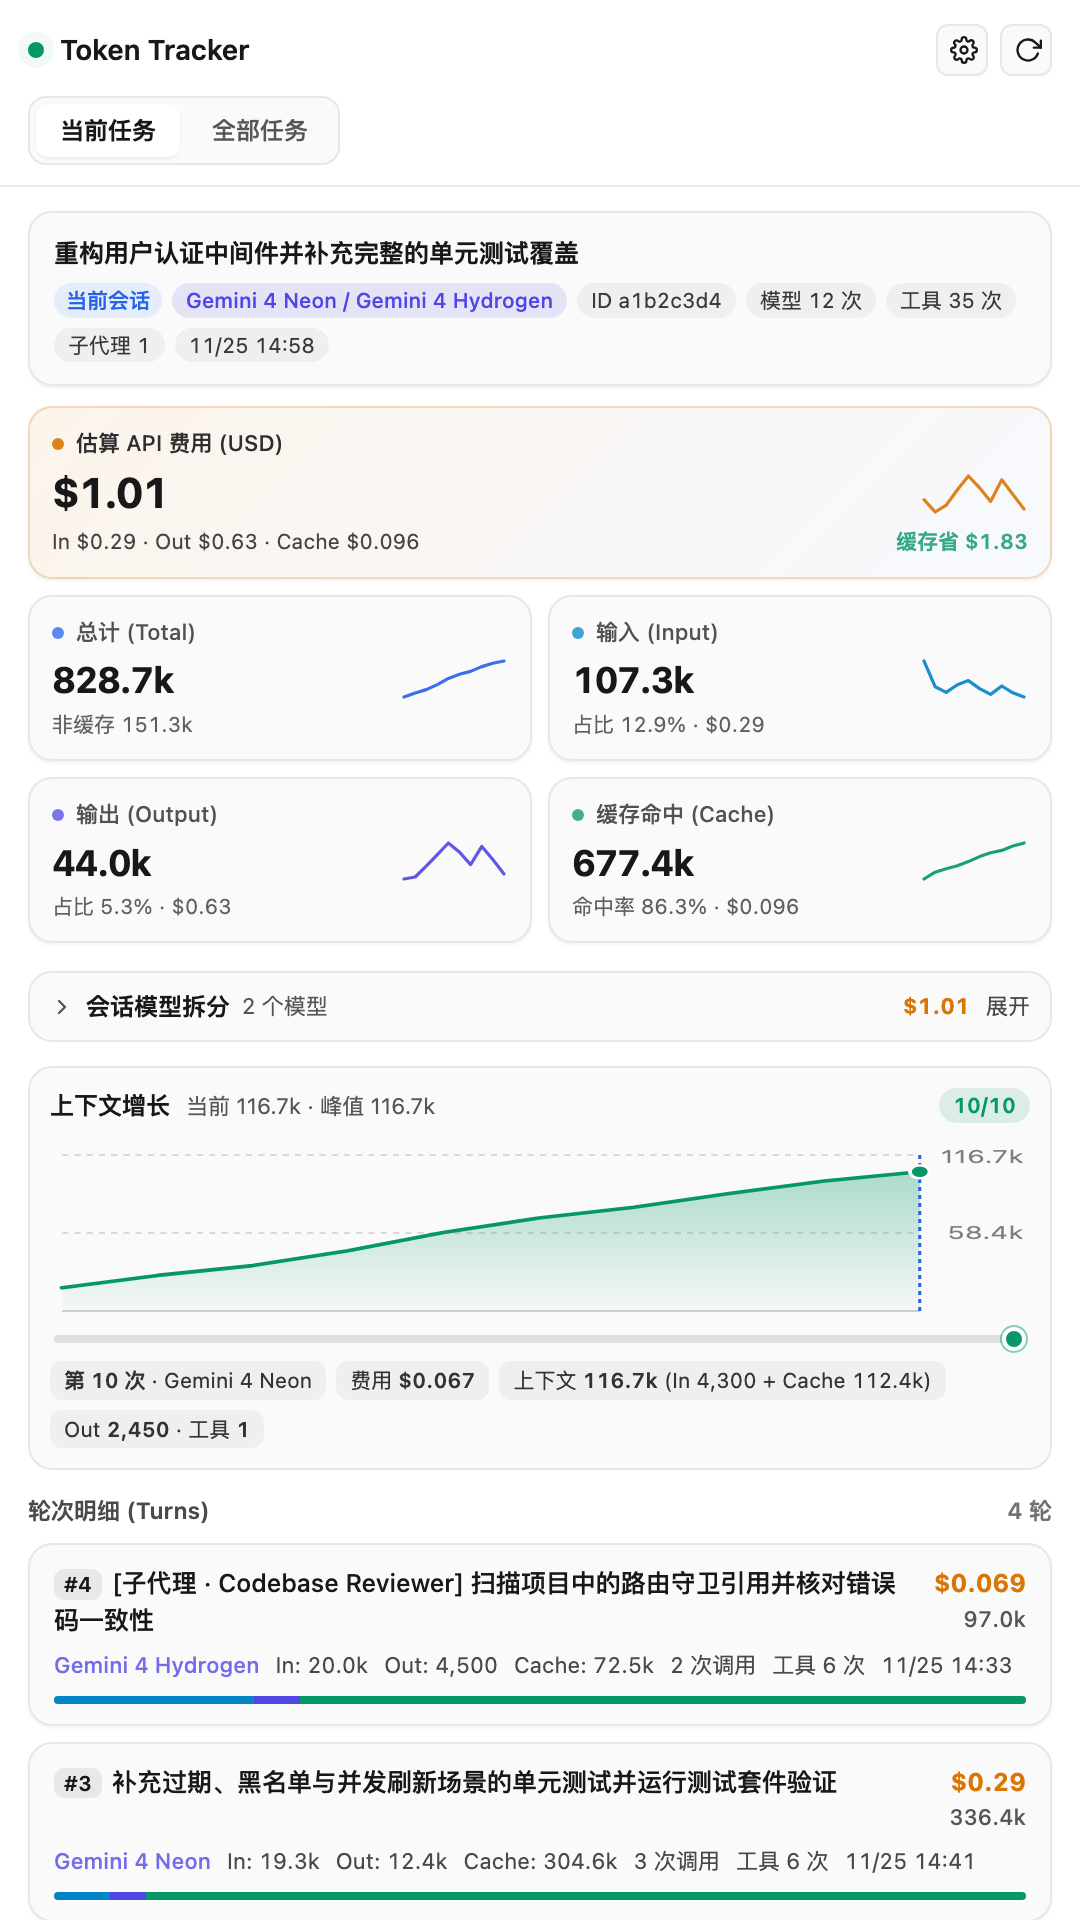 Token Tracker
当前任务 全部任务
重构用户认证中间件并补充完整的单元测试覆盖
当前会话 Gemini 4 Neon / Gemini 4 Hydrogen ID a1b2c3d4 模型 12 次 工具 35 次
子代理 1 11/25 14:58
估算 API 费用 (USD)
$1.01
In $0.29 · Out $0.63 · Cache $0.096 缓存省 $1.83
总计 (Total)
828.7k
非缓存 151.3k
输入 (Input)
107.3k
占比 12.9% · $0.29
输出 (Output)
44.0k
占比 5.3% · $0.63
缓存命中 (Cache)
677.4k
命中率 86.3% · $0.096
会话模型拆分 2 个模型 $1.01 展开
上下文增长 当前 116.7k · 峰值 116.7k 10/10
116.7k
58.4k
第 10 次 · Gemini 4 Neon 费用 $0.067 上下文 116.7k (In 4,300 + Cache 112.4k)
Out 2,450 · 工具 1
轮次明细 (Turns) 4 轮
#4 [子代理 · Codebase Reviewer] 扫描项目中的路由守卫引用并核对错误 $0.069
码一致性 97.0k
Gemini 4 Hydrogen In: 20.0k Out: 4,500 Cache: 72.5k 2 次调用 工具 6 次 11/25 14:33
#3 补充过期、黑名单与并发刷新场景的单元测试并运行测试套件验证 $0.29
336.4k
Gemini 4 Neon In: 19.3k Out: 12.4k Cache: 304.6k 3 次调用 工具 6 次 11/25 14:41